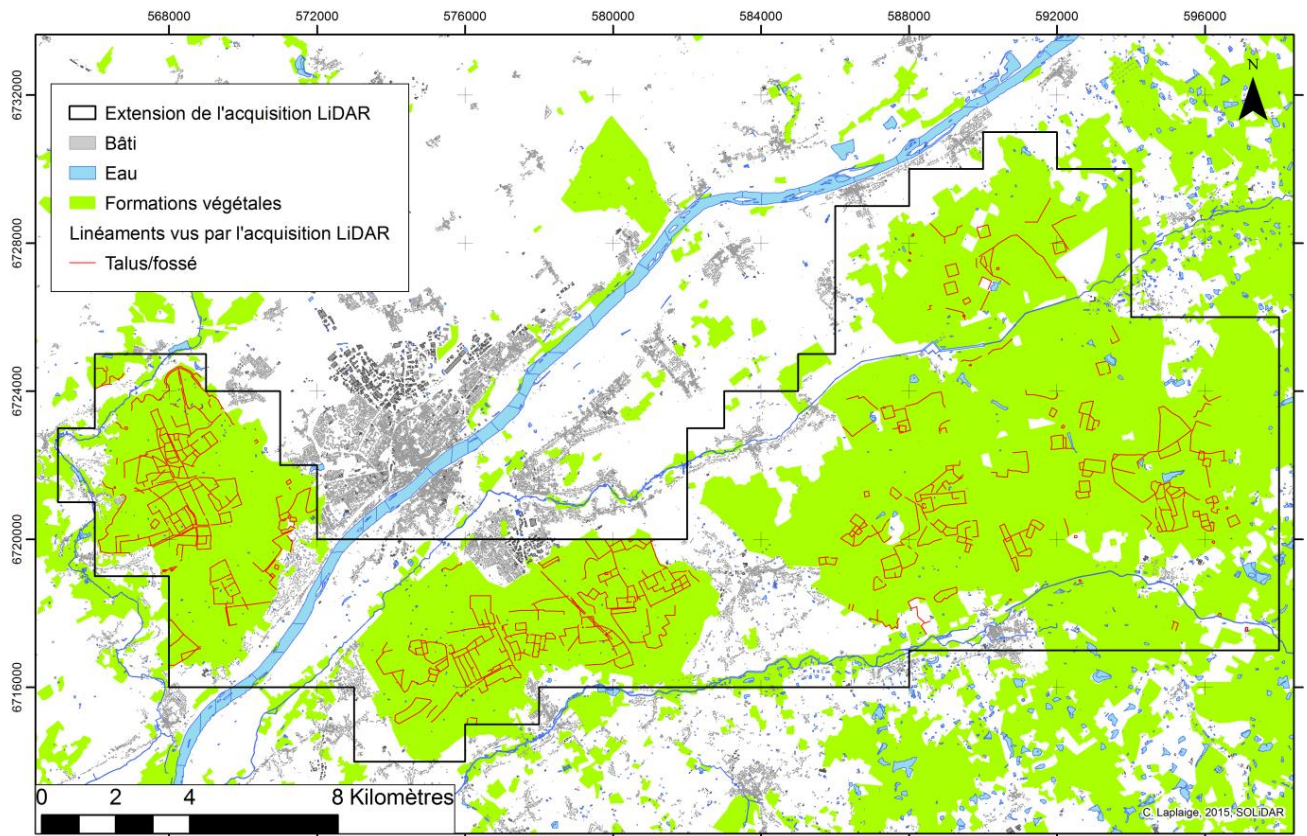 568000 572000 576000 580000 584000 588000 592000 596000
6732000
6728000
6724000
6720000
6716000
N
Extension de l'acquisition LiDAR
Bâti
Eau
Formations végétales
Linéaments vus par l'acquisition LiDAR
Talus/fossé
0 2 4 8 Kilomètres
C. Laplaige, 2015, SOLiDAR